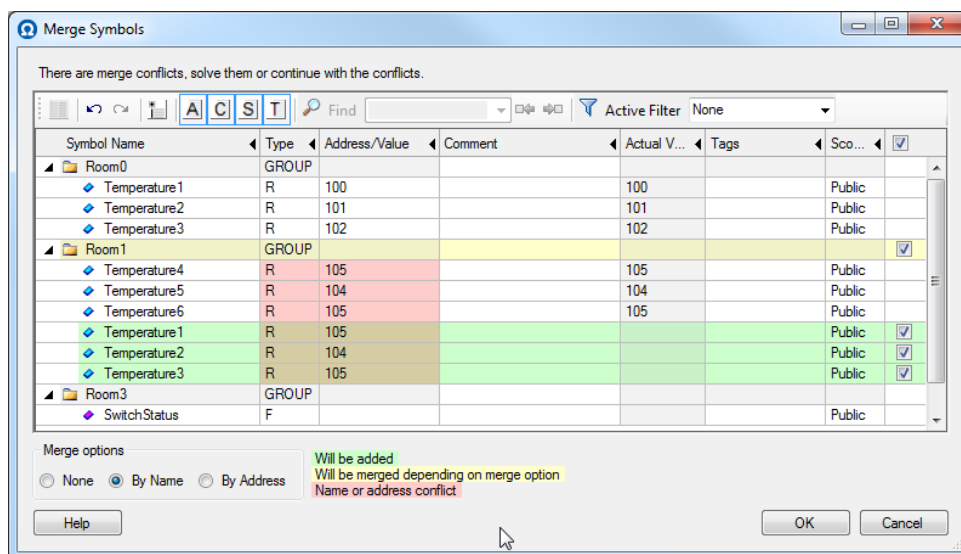 Merge Symbols
There are merge conflicts, solve them or continue with the conflicts.
A C S T Find Active Filter None
Symbol Name Type Address/Value Comment Actual V... Tags Sco...
Room0 GROUP
Temperature1 R 100 100 Public
Temperature2 R 101 101 Public
Temperature3 R 102 102 Public
Room1 GROUP
Temperature4 R 105 105 Public
Temperature5 R 104 104 Public
Temperature6 R 105 105 Public
Temperature1 R 105 Public
Temperature2 R 104 Public
Temperature3 R 105 Public
Room3 GROUP
SwitchStatus F Public
Merge options
None By Name By Address
Will be added
Will be merged depending on merge option
Name or address conflict
Help OK Cancel